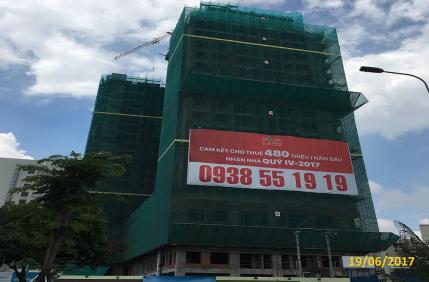 CAM KẾT CHO THUÊ 480 TRIỆU / NĂM ĐẦU
NHẬN NHÀ QUÝ IV-2017
0938 55 19 19
19/06/2017